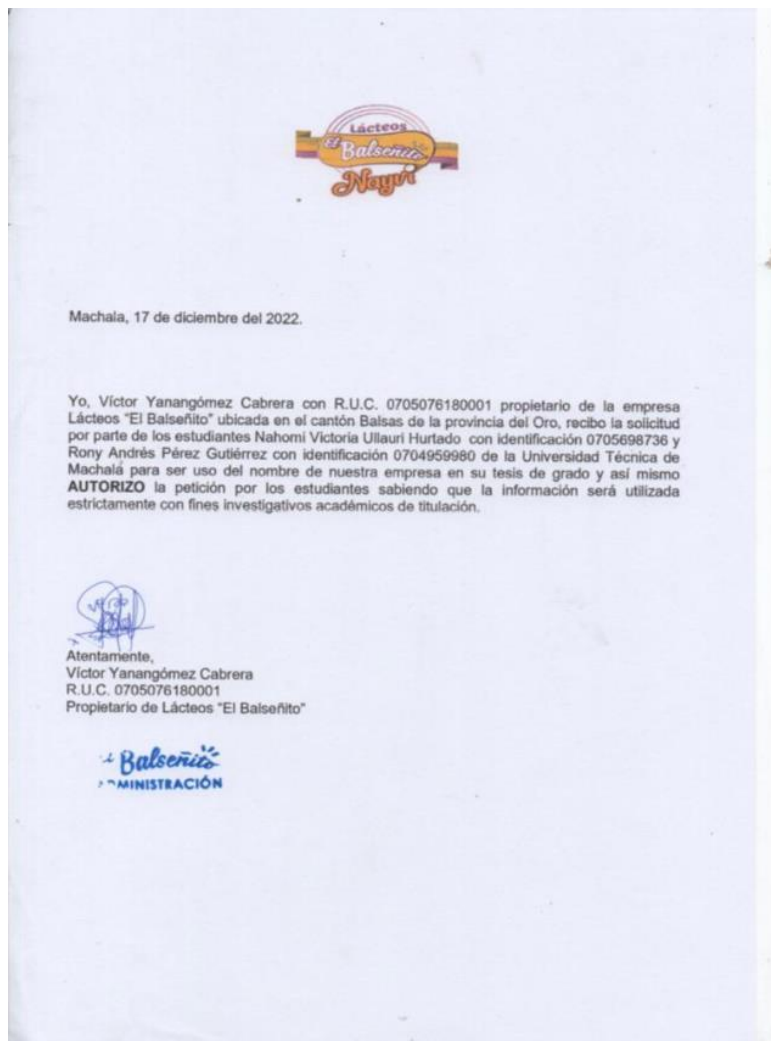 Lácteos
El Balseñito
Nayvi
Machala, 17 de diciembre del 2022.
Yo, Víctor Yanangómez Cabrera con R.U.C. 0705076180001 propietario de la empresa
Lácteos "El Balseñito" ubicada en el cantón Balsas de la provincia del Oro, recibo la solicitud
por parte de los estudiantes Nahomi Victoria Ullauri Hurtado con identificación 0705698736 y
Rony Andrés Pérez Gutiérrez con identificación 0704959980 de la Universidad Técnica de
Machala para ser uso del nombre de nuestra empresa en su tesis de grado y así mismo
AUTORIZO la petición por los estudiantes sabiendo que la información será utilizada
estrictamente con fines investigativos académicos de titulación.
Atentamente,
Víctor Yanangómez Cabrera
R.U.C. 0705076180001
Propietario de Lácteos "El Balseñito"
Balseñito
MINISTRACIÓN